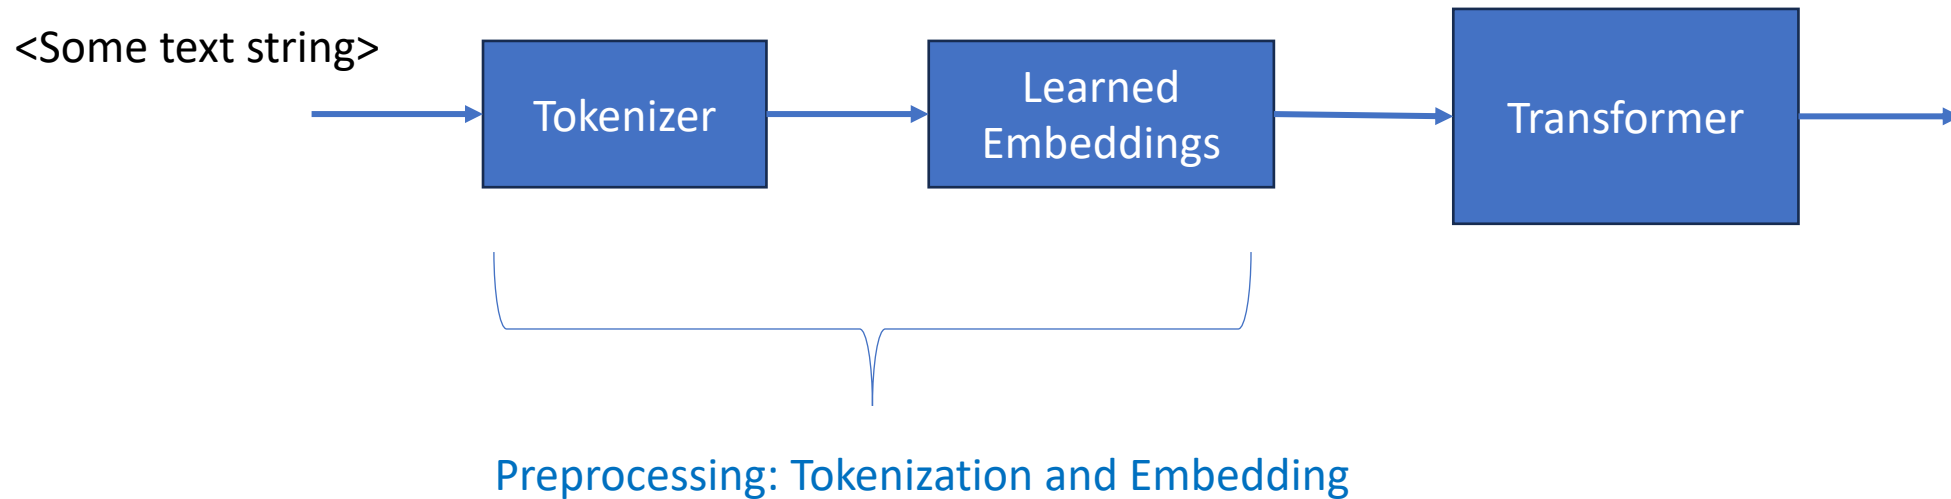 <Some text string>
Tokenizer
Learned
Embeddings
Transformer
Preprocessing: Tokenization and Embedding